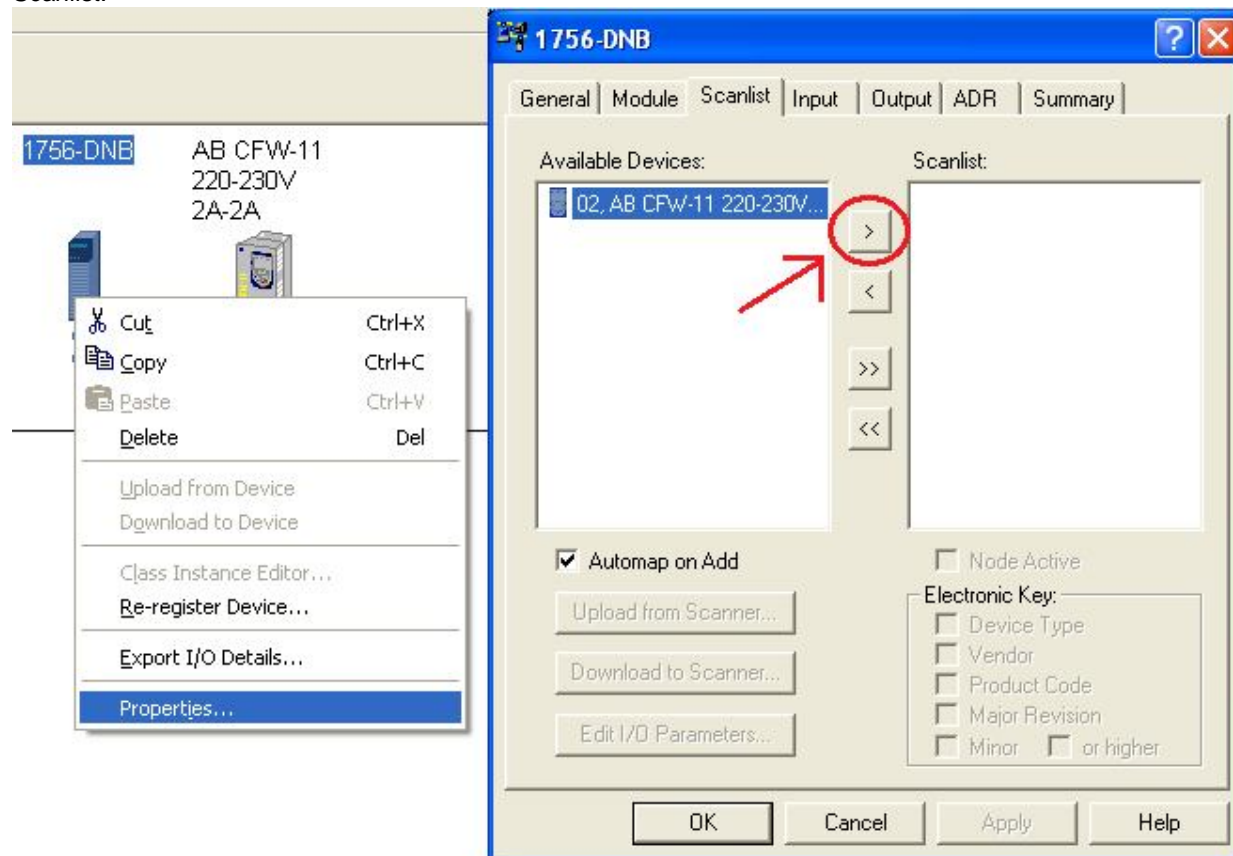 Scanlist.
1756-DNB
AB CFW-11
220-230V
2A-2A
Cut Ctrl+X
Copy Ctrl+C
Paste Ctrl+V
Delete Del
Upload from Device
Download to Device
Class Instance Editor...
Re-register Device...
Export I/O Details...
Properties...
1756-DNB
General Module Scanlist Input Output ADR Summary
Available Devices: Scanlist:
02, AB CFW-11 220-230V...
>
<
>>
<<
Automap on Add
Node Active
Upload from Scanner...
Download to Scanner...
Edit I/O Parameters...
Electronic Key:
Device Type
Vendor
Product Code
Major Revision
Minor or higher
OK Cancel Apply Help